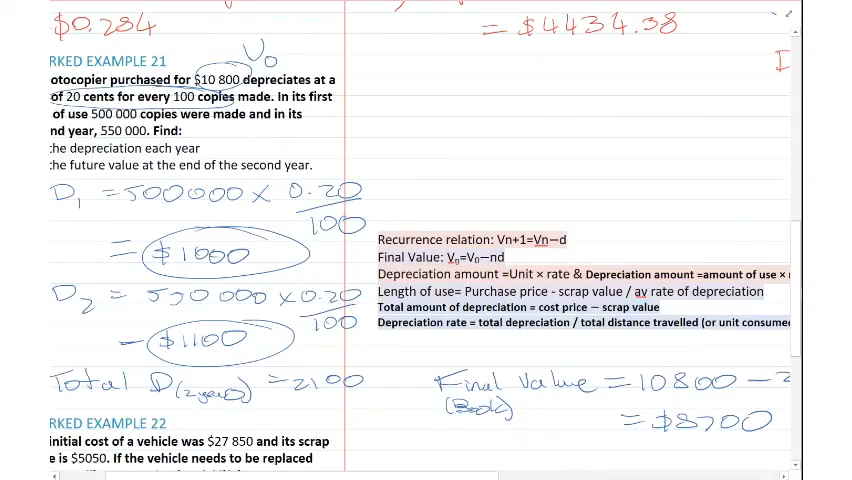 $0.284
= $4434.38
V₀
RKED EXAMPLE 21
otocopier purchased for $10 800 depreciates at a
of 20 cents for every 100 copies made. In its first
of use 500 000 copies were made and in its
nd year, 550 000. Find:
the depreciation each year
the future value at the end of the second year.
D₁ = 500000 × 0.20
100
= $1000
D₂ = 550 000 × 0.20
100
= $1100
Total D (2 years) = 2100
Recurrence relation: Vn+1=Vn−d
Final Value: Vn=V₀−nd
Depreciation amount =Unit × rate & Depreciation amount =amount of use ×
Length of use= Purchase price - scrap value / av rate of depreciation
Total amount of depreciation = cost price − scrap value
Depreciation rate = total depreciation / total distance travelled (or unit consumed
Final Value = 10800 − 2
(Book)
= $8700
RKED EXAMPLE 22
initial cost of a vehicle was $27 850 and its scrap
e is $5050. If the vehicle needs to be replaced